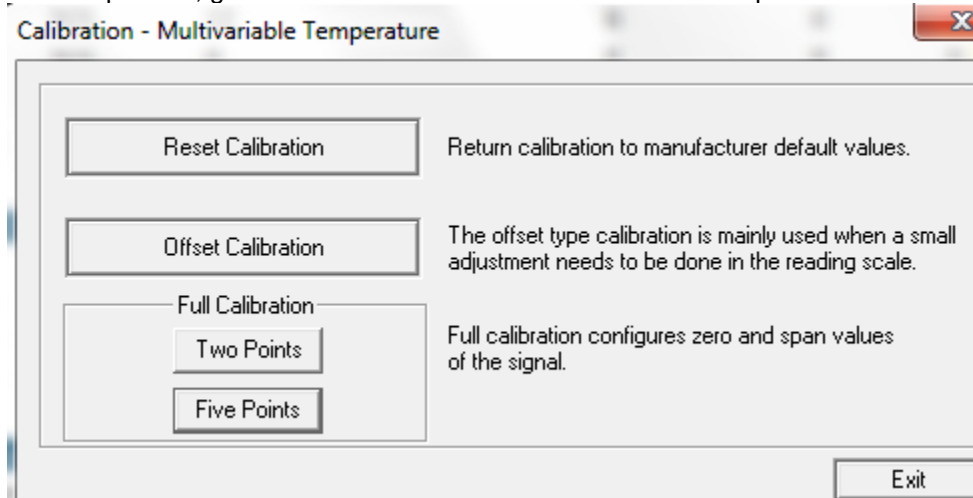 Calibration - Multivariable Temperature
X
Reset Calibration
Return calibration to manufacturer default values.
Offset Calibration
The offset type calibration is mainly used when a small
adjustment needs to be done in the reading scale.
Full Calibration
Two Points
Full calibration configures zero and span values
of the signal.
Five Points
Exit